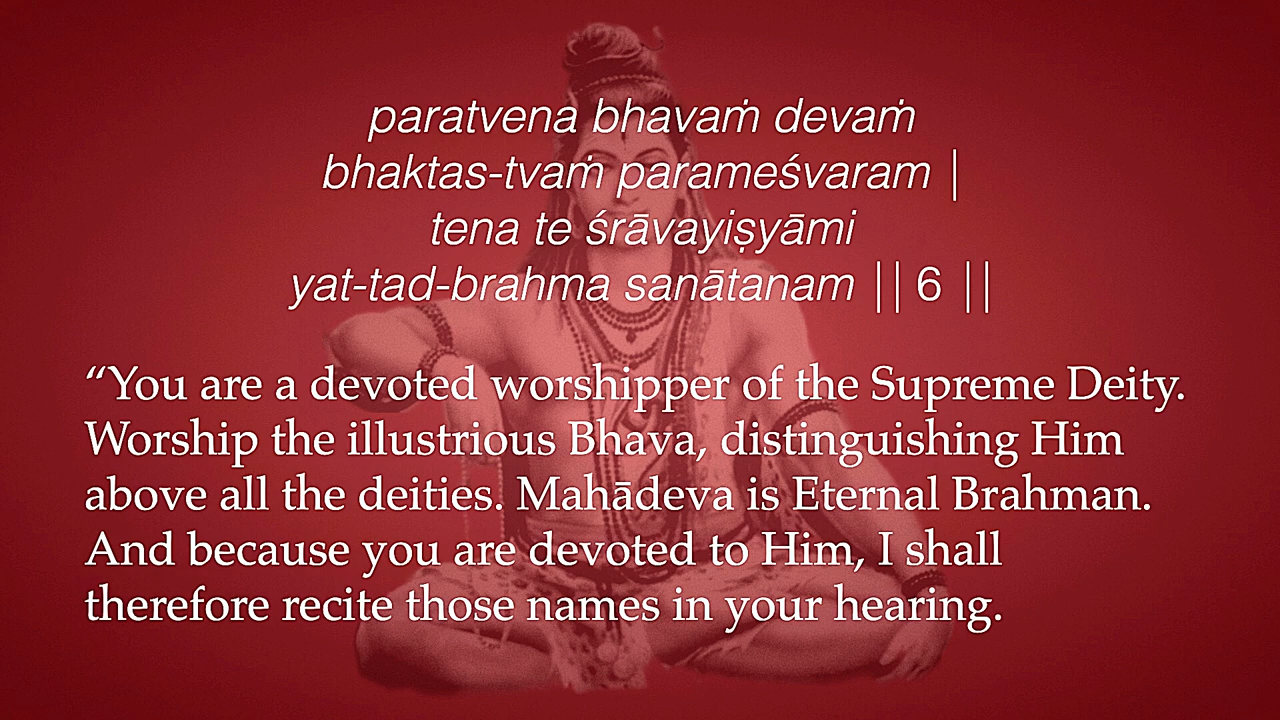 paratvena bhavaṁ devaṁ
bhaktas-tvaṁ parameśvaram |
tena te śrāvayiṣyāmi
yat-tad-brahma sanātanam || 6 ||
“You are a devoted worshipper of the Supreme Deity.
Worship the illustrious Bhava, distinguishing Him
above all the deities. Mahādeva is Eternal Brahman.
And because you are devoted to Him, I shall
therefore recite those names in your hearing.